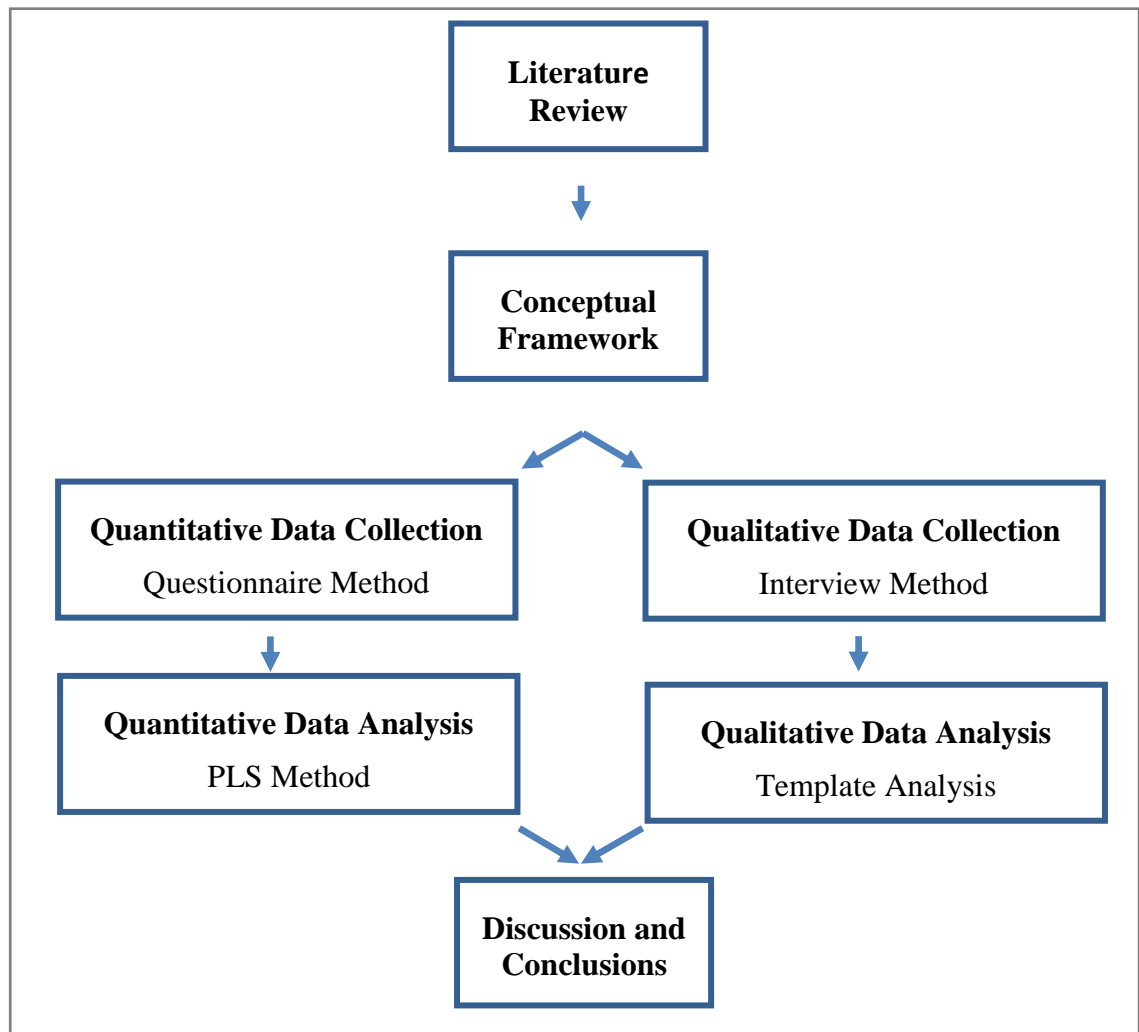 Literature
Review
Conceptual
Framework
Quantitative Data Collection
Questionnaire Method
Qualitative Data Collection
Interview Method
Quantitative Data Analysis
PLS Method
Qualitative Data Analysis
Template Analysis
Discussion and
Conclusions